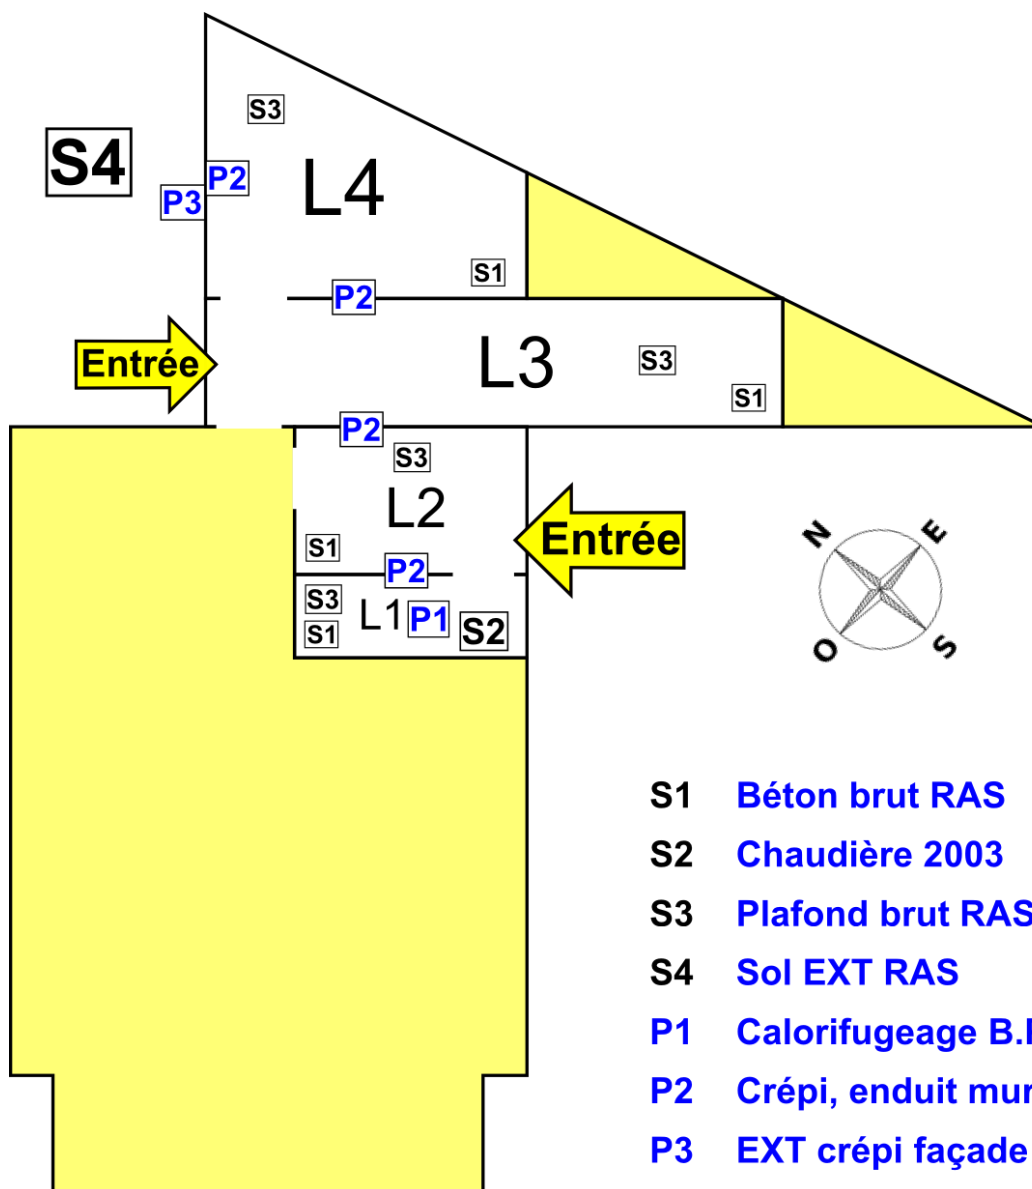 S3
S4
P2
P3
L4
S1
P2
Entrée
L3
S3
S1
P2
S3
L2
Entrée
S1
P2
N
E
S3
L1
P1
S2
S1
O
S
S1 Béton brut RAS
S2 Chaudière 2003
S3 Plafond brut RAS
S4 Sol EXT RAS
P1 Calorifugeage
P2 Crépi, enduit mur
P3 EXT crépi façade